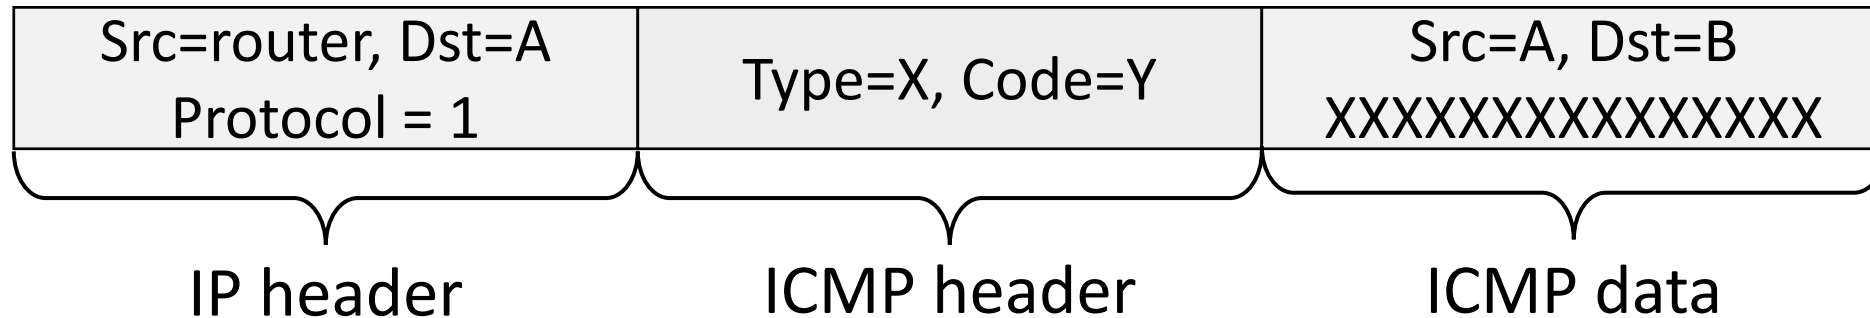 Src=router, Dst=A
Protocol = 1
Type=X, Code=Y
Src=A, Dst=B
XXXXXXXXXXXXXXX
IP header
ICMP header
ICMP data